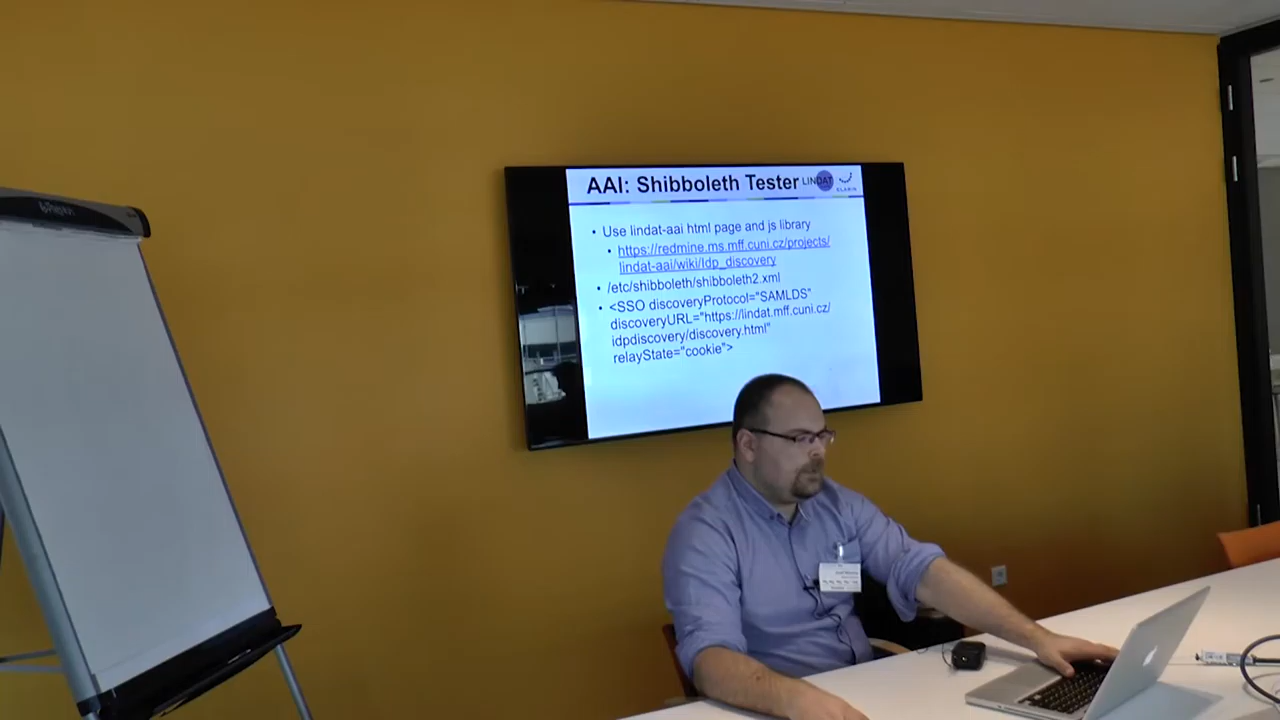 AAI: Shibboleth Tester
LINDAT
CLARIN
• Use lindat-aai html page and js library
• https://redmine.ms.mff.cuni.cz/projects/
lindat-aai/wiki/Idp_discovery
• /etc/shibboleth/shibboleth2.xml
• <SSO discoveryProtocol="SAMLDS"
discoveryURL="https://lindat.mff.cuni.cz/
idpdiscovery/discovery.html"
relayState="cookie">